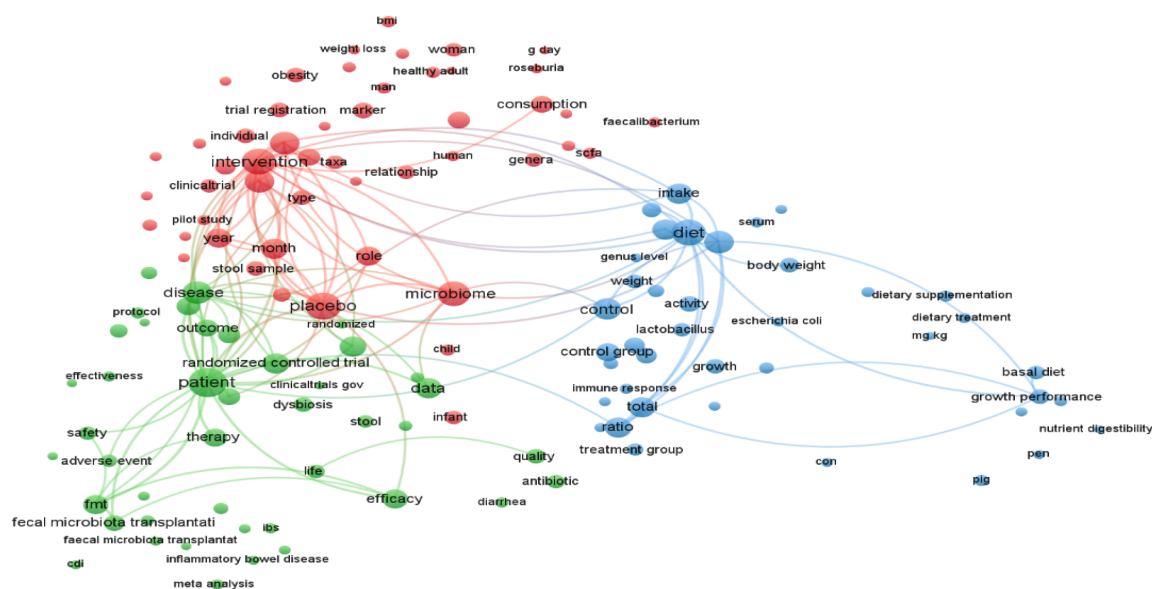 bmi
weight loss
woman
g day
obesity
healthy adult
roseburia
man
trial registration
marker
consumption
individual
faecalibacterium
intervention
taxa
relationship
human
genera
scfa
clinicaltrial
type
intake
pilot study
year
month
role
diet
serum
stool sample
genus level
body weight
disease
placebo
microbiome
weight
activity
dietary supplementation
protocol
outcome
randomized
control
lactobacillus
escherichia coli
dietary treatment
mg kg
randomized controlled trial
child
control group
growth
basal diet
effectiveness
patient
clinicaltrials gov
data
immune response
growth performance
dysbiosis
total
stool
infant
ratio
nutrient digestibility
safety
therapy
treatment group
adverse event
life
quality
con
pen
antibiotic
pig
fmt
efficacy
diarrhea
fecal microbiota transplantati
ibs
faecal microbiota transplantat
cdi
inflammatory bowel disease
meta analysis